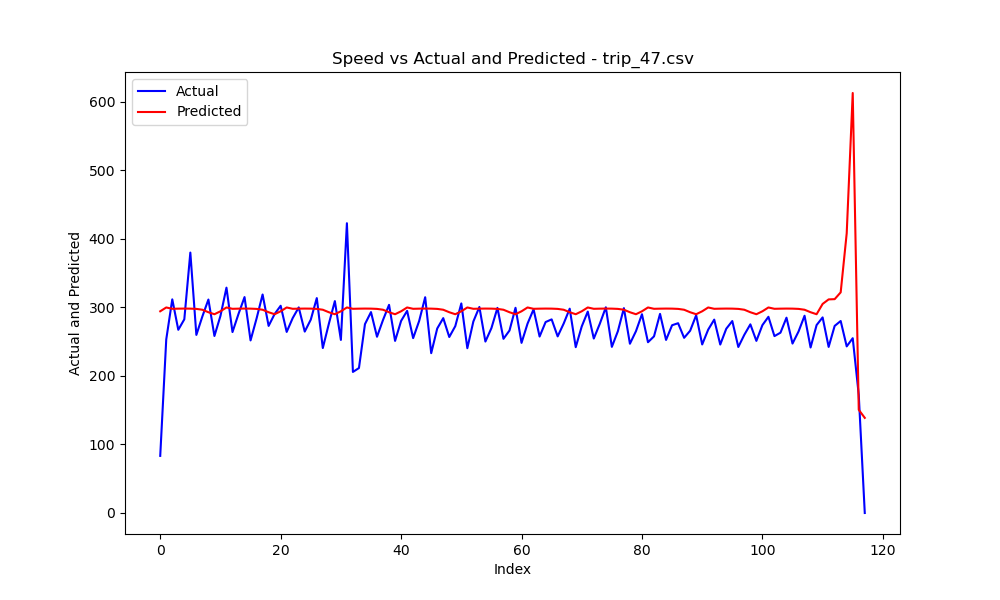 Speed vs Actual and Predicted - trip_47.csv
Actual
Predicted
600
500
400
300
200
100
0
Actual and Predicted
0 20 40 60 80 100 120
Index